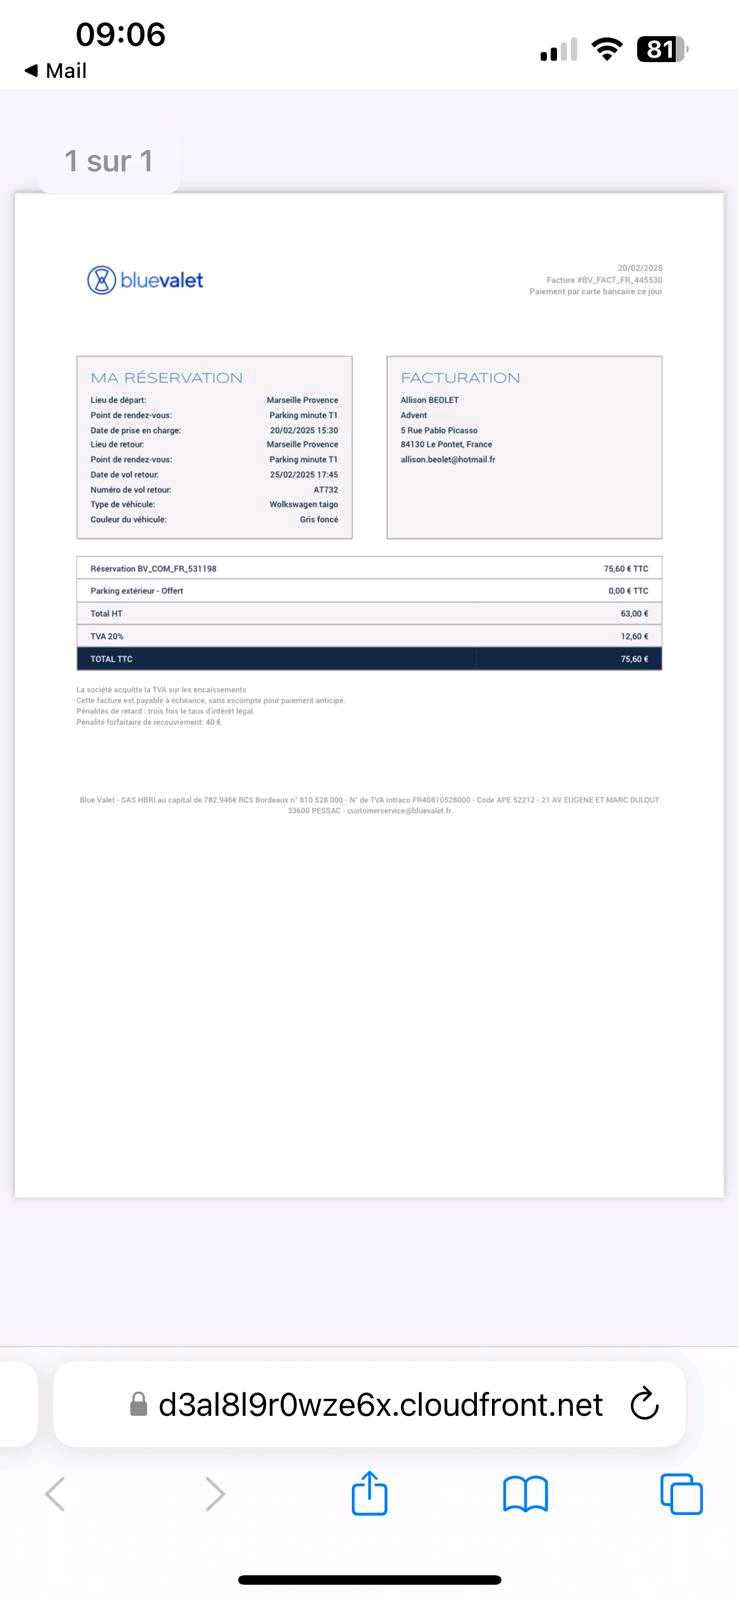 09:06
81
◀ Mail
1 sur 1
bluevalet
20/02/2025
Facture #BV_FACT_FR_445530
Paiement par carte bancaire ce jour
MA RÉSERVATION
Lieu de départ: Marseille Provence
Point de rendez-vous: Parking minute T1
Date de prise en charge: 20/02/2025 15:30
Lieu de retour: Marseille Provence
Point de rendez-vous: Parking minute T1
Date de vol retour: 25/02/2025 17:45
Numéro de vol retour: AT732
Type de véhicule: Wolkswagen taigo
Couleur du véhicule: Gris foncé
FACTURATION
Allison BEOLET
Advent
5 Rue Pablo Picasso
84130 Le Pontet, France
allison.beolet@hotmail.fr
Réservation BV_COM_FR_531198 75,60 € TTC
Parking extérieur - Offert 0,00 € TTC
Total HT 63,00 €
TVA 20% 12,60 €
TOTAL TTC 75,60 €
La société acquitte la TVA sur les encaissements
Cette facture est payable à échéance, sans escompte pour paiement anticipé.
Pénalités de retard : trois fois le taux d'intérêt légal.
Pénalité forfaitaire de recouvrement: 40 €.
Blue Valet - SAS HBRI au capital de 782.946€ RCS Bordeaux n° 810 528 000 - N° de TVA intraco FR40810528000 - Code APE 5221Z - 21 AV EUGENE ET MARC DULOUT
33600 PESSAC - customerservice@bluevalet.fr
d3al8l9r0wze6x.cloudfront.net